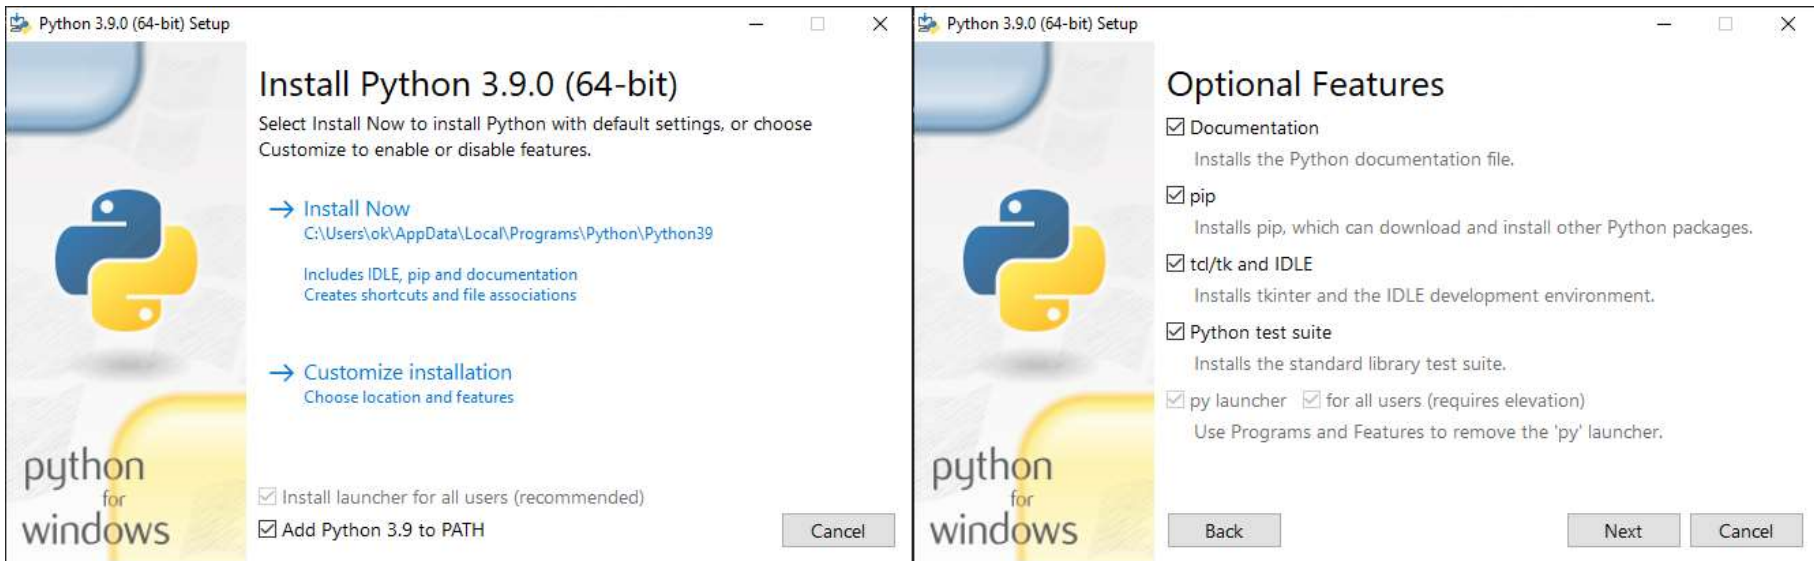 Python 3.9.0 (64-bit) Setup
Install Python 3.9.0 (64-bit)
Select Install Now to install Python with default settings, or choose
Customize to enable or disable features.
Install Now
C:\Users\ok\AppData\Local\Programs\Python\Python39
Includes IDLE, pip and documentation
Creates shortcuts and file associations
Customize installation
Choose location and features
Install launcher for all users (recommended)
Add Python 3.9 to PATH
Cancel
python
for
windows
Python 3.9.0 (64-bit) Setup
Optional Features
Documentation
Installs the Python documentation file.
pip
Installs pip, which can download and install other Python packages.
tcl/tk and IDLE
Installs tkinter and the IDLE development environment.
Python test suite
Installs the standard library test suite.
py launcher for all users (requires elevation)
Use Programs and Features to remove the 'py' launcher.
python
for
windows
Back Next Cancel